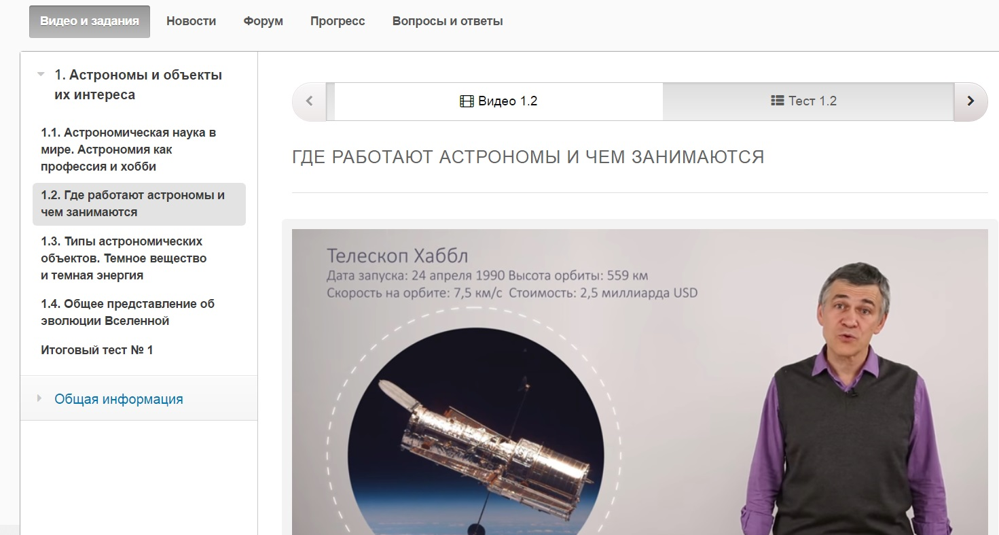 Видео и задания
Новости
Форум
Прогресс
Вопросы и ответы
1. Астрономы и объекты
их интереса
1.1. Астрономическая наука в
мире. Астрономия как
профессия и хобби
1.2. Где работают астрономы и
чем занимаются
1.3. Типы астрономических
объектов. Темное вещество
и темная энергия
1.4. Общее представление об
эволюции Вселенной
Итоговый тест № 1
Общая информация
Видео 1.2
Тест 1.2
ГДЕ РАБОТАЮТ АСТРОНОМЫ И ЧЕМ ЗАНИМАЮТСЯ
Телескоп Хаббл
Дата запуска: 24 апреля 1990 Высота орбиты: 559 км
Скорость на орбите: 7,5 км/с Стоимость: 2,5 миллиарда USD